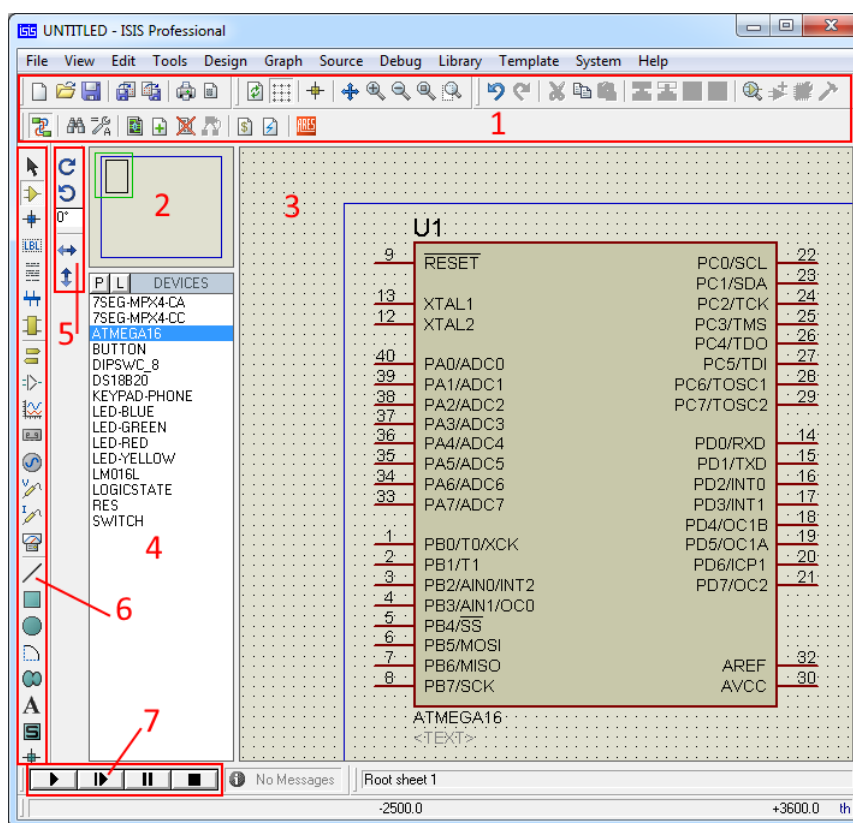 ISIS UNTITLED - ISIS Professional
File View Edit Tools Design Graph Source Debug Library Template System Help
1
ARES
2
3
0°
LBL
5
P L DEVICES
7SEG-MPX4-CA
7SEG-MPX4-CC
ATMEGA16
BUTTON
DIPSWC_8
DS18B20
KEYPAD-PHONE
LED-BLUE
LED-GREEN
LED-RED
LED-YELLOW
LM016L
LOGICSTATE
RES
SWITCH
4
6
A
S
7
U1
9 RESET PC0/SCL 22
PC1/SDA 23
13 XTAL1 PC2/TCK 24
12 XTAL2 PC3/TMS 25
PC4/TDO 26
40 PA0/ADC0 PC5/TDI 27
39 PA1/ADC1 PC6/TOSC1 28
38 PA2/ADC2 PC7/TOSC2 29
37 PA3/ADC3
36 PA4/ADC4 PD0/RXD 14
35 PA5/ADC5 PD1/TXD 15
34 PA6/ADC6 PD2/INT0 16
33 PA7/ADC7 PD3/INT1 17
PD4/OC1B 18
1 PB0/T0/XCK PD5/OC1A 19
2 PB1/T1 PD6/ICP1 20
3 PB2/AIN0/INT2 PD7/OC2 21
4 PB3/AIN1/OC0
5 PB4/SS
6 PB5/MOSI
7 PB6/MISO AREF 32
8 PB7/SCK AVCC 30
ATMEGA16
<TEXT>
No Messages Root sheet 1
-2500.0 +3600.0 th